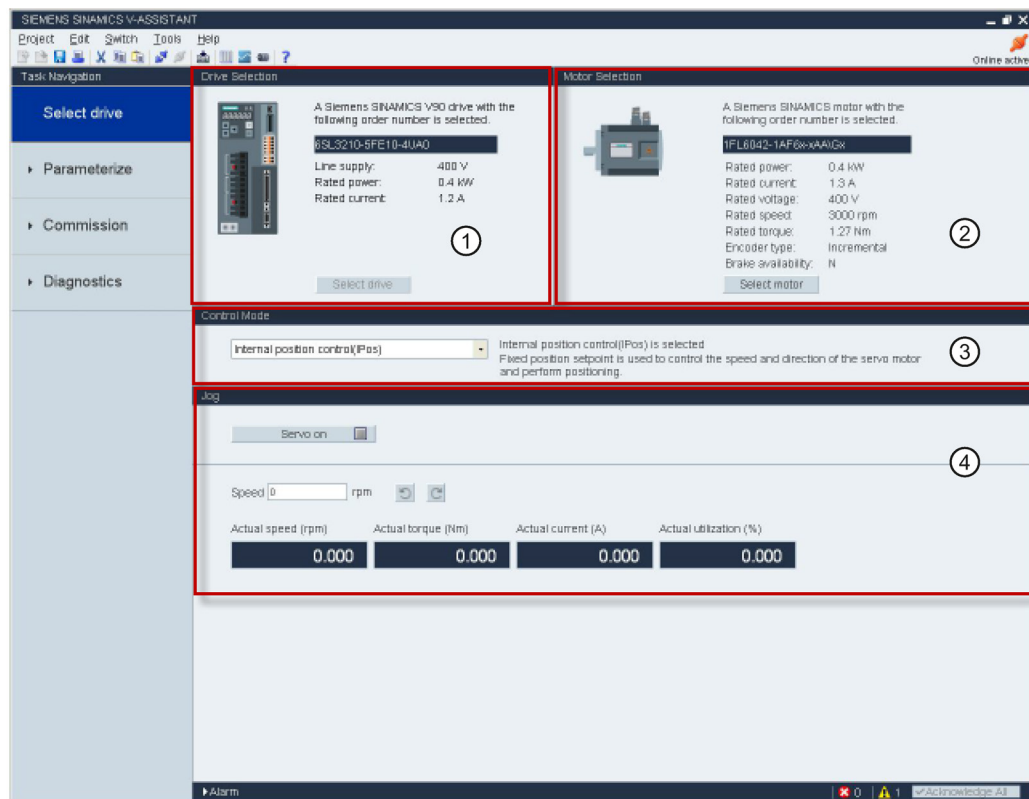 SIEMENS SINAMICS V-ASSISTANT
Project Edit Switch Tools Help
Online active
Task Navigation
Select drive
Parameterize
Commission
Diagnostics
Drive Selection
A Siemens SINAMICS V90 drive with the
following order number is selected.
6SL3210-5FE10-4UA0
Line supply: 400 V
Rated power: 0.4 kW
Rated current: 1.2 A
1
Select drive
Motor Selection
A Siemens SINAMICS motor with the
following order number is selected.
1FL6042-1AF6x-xAA\Gx
Rated power: 0.4 kW
Rated current: 1.3 A
Rated voltage: 400 V
Rated speed: 3000 rpm
Rated torque: 1.27 Nm
Encoder type: Incremental
Brake availability: N
2
Select motor
Control Mode
Internal position control(IPos)
Internal position control(IPos) is selected
Fixed position setpoint is used to control the speed and direction of the servo motor
and perform positioning.
3
Jog
Servo on
4
Speed 0 rpm
Actual speed (rpm) Actual torque (Nm) Actual current (A) Actual utilization (%)
0.000 0.000 0.000 0.000
Alarm
0 1 Acknowledge All